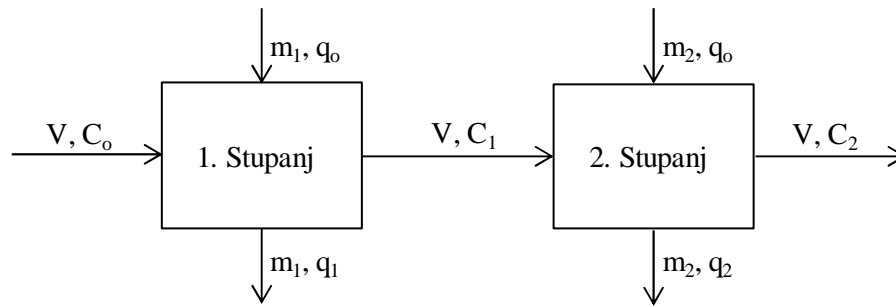 m₁, qₒ
m₂, qₒ
V, Cₒ
1. Stupanj
V, C₁
2. Stupanj
V, C₂
m₁, q₁
m₂, q₂